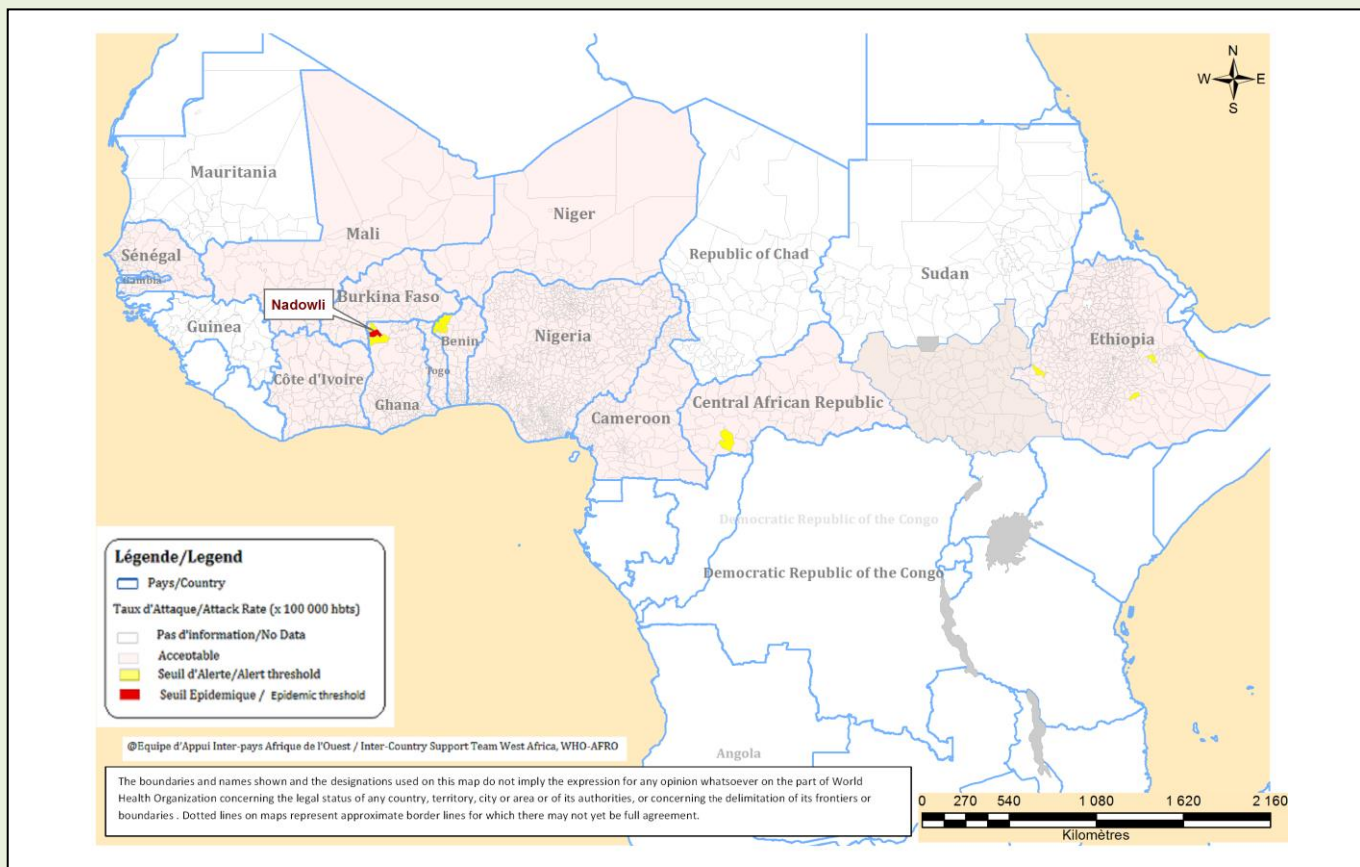 N
W E
S
Mauritania
Niger
Mali
Sénégal
Gambia
Republic of Chad
Sudan
Burkina Faso
Nadowli
Guinea
Benin
Nigeria
Ethiopia
Togo
Côte d'Ivoire
Ghana
Cameroon
Central African Republic
Democratic Republic of the Congo
Democratic Republic of the Congo
Angola
Légende/Legend
Pays/Country
Taux d'Attaque/Attack Rate (x 100 000 hbts)
Pas d'information/No Data
Acceptable
Seuil d'Alerte/Alert threshold
Seuil Epidemique / Epidemic threshold
@Equipe d'Appui Inter-pays Afrique de l'Ouest / Inter-Country Support Team West Africa, WHO-AFRO
The boundaries and names shown and the designations used on this map do not imply the expression for any opinion whatsoever on the part of World
Health Organization concerning the legal status of any country, territory, city or area or of its authorities, or concerning the delimitation of its frontiers or
boundaries . Dotted lines on maps represent approximate border lines for which there may not yet be full agreement.
0 270 540 1 080 1 620 2 160
Kilomètres